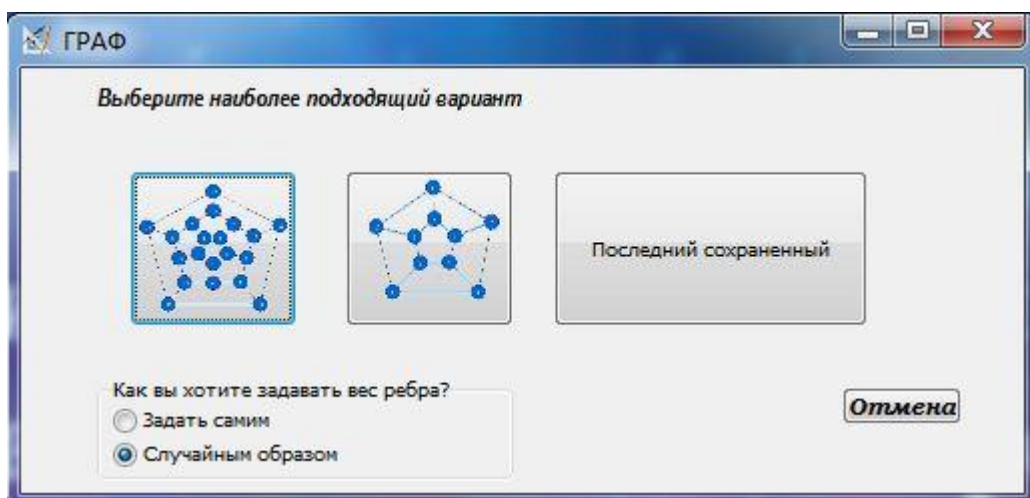 ГРАФ
Выберите наиболее подходящий вариант
Последний сохраненный
Как вы хотите задавать вес ребра?
Задать самим
Случайным образом
Отмена